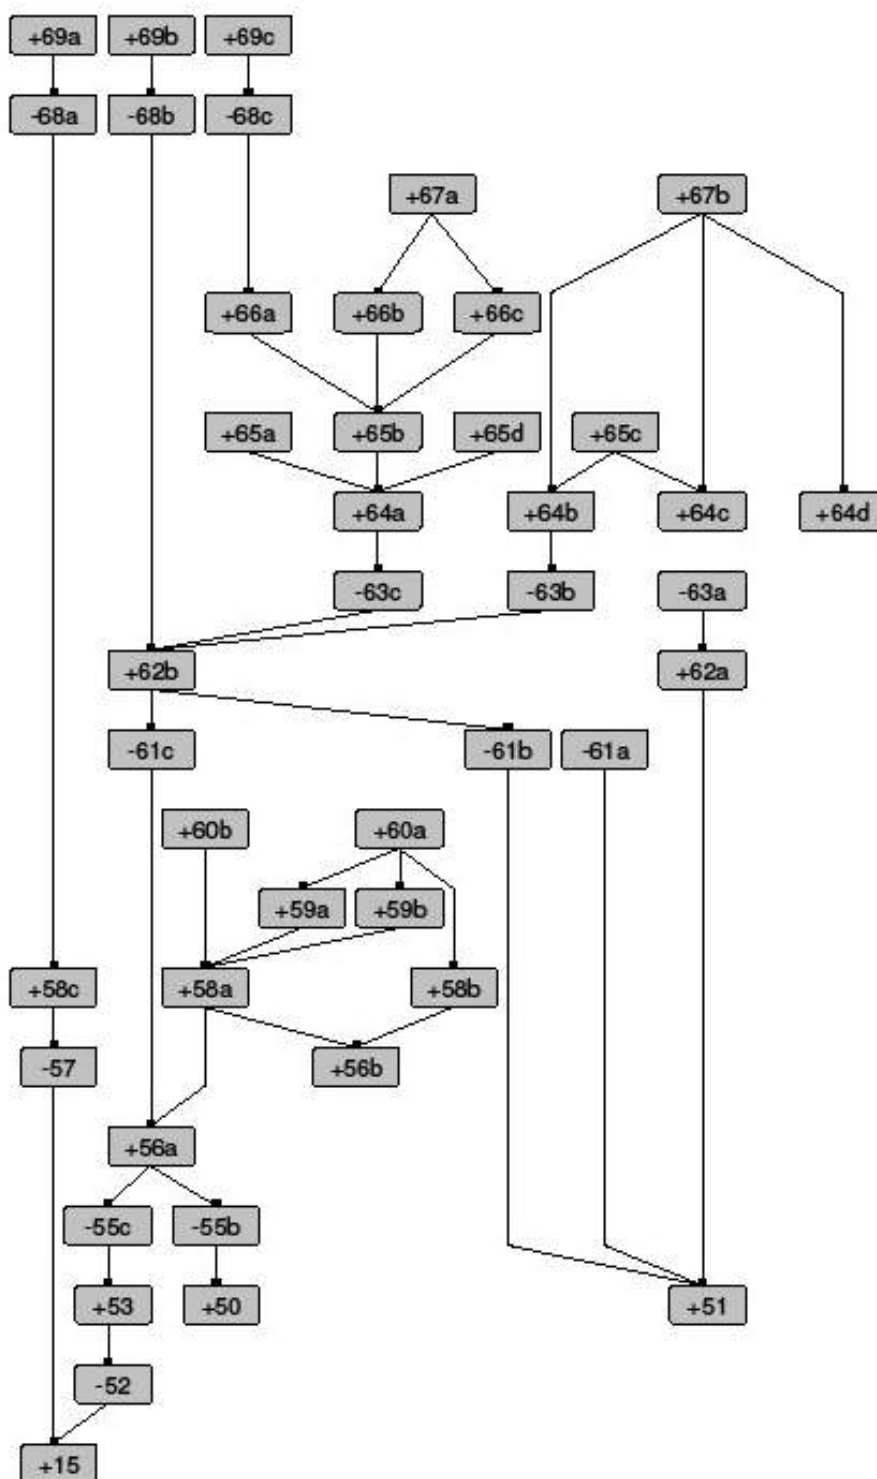 +69a +69b +69c
-68a -68b -68c
+67a +67b
+66a +66b +66c
+65a +65b +65d +65c
+64a +64b +64c +64d
-63c -63b -63a
+62b +62a
-61c -61b -61a
+60b +60a
+59a +59b
+58c +58a +58b
-57 +56b
+56a
-55c -55b
+53 +50 +51
-52
+15